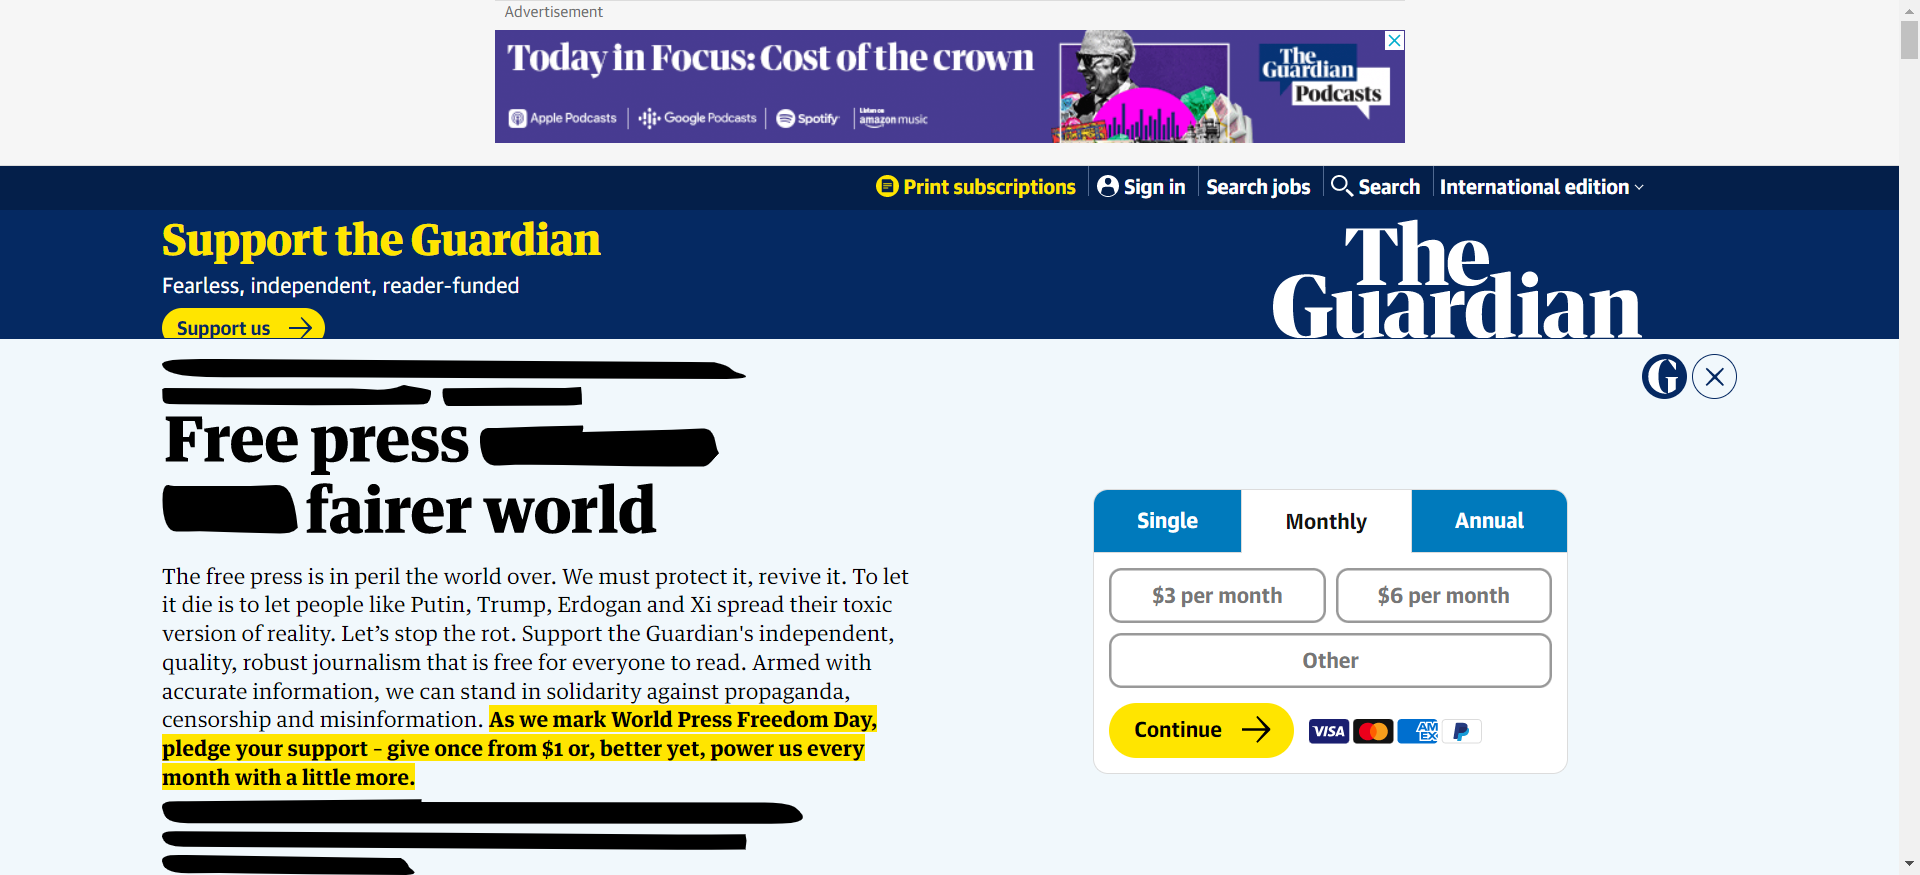 Advertisement
Today in Focus: Cost of the crown
The
Guardian
Podcasts
Apple Podcasts
Google Podcasts
Spotify
Listen on
amazon music
Print subscriptions
Sign in
Search jobs
Search
International edition
Support the Guardian
Fearless, independent, reader-funded
Support us
The
Guardian
G
Free press
fairer world
The free press is in peril the world over. We must protect it, revive it. To let
it die is to let people like Putin, Trump, Erdogan and Xi spread their toxic
version of reality. Let’s stop the rot. Support the Guardian's independent,
quality, robust journalism that is free for everyone to read. Armed with
accurate information, we can stand in solidarity against propaganda,
censorship and misinformation. As we mark World Press Freedom Day,
pledge your support – give once from $1 or, better yet, power us every
month with a little more.
Single
Monthly
Annual
$3 per month
$6 per month
Other
Continue
VISA
AM
EX